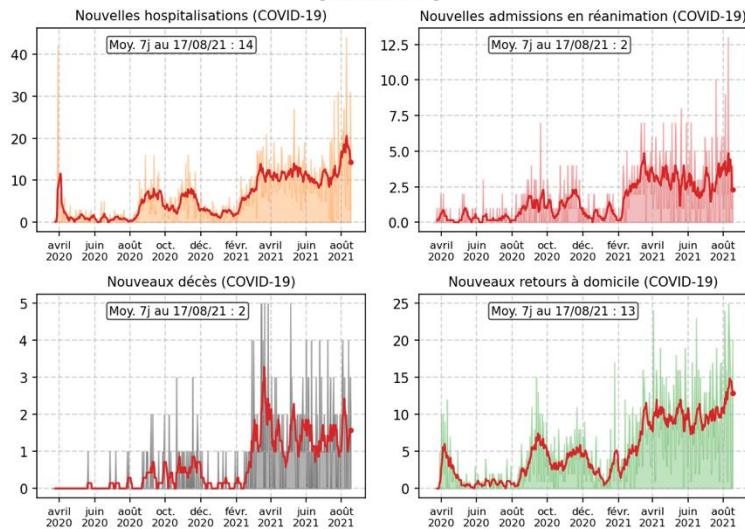 Nouvelles hospitalisations (COVID-19)
Moy. 7j au 17/08/21 : 14
40
30
20
10
0
avril 2020
juin 2020
août 2020
oct. 2020
déc. 2020
févr. 2021
avril 2021
juin 2021
août 2021
Nouvelles admissions en réanimation (COVID-19)
Moy. 7j au 17/08/21 : 2
12.5
10.0
7.5
5.0
2.5
0.0
avril 2020
juin 2020
août 2020
oct. 2020
déc. 2020
févr. 2021
avril 2021
juin 2021
août 2021
Nouveaux décès (COVID-19)
Moy. 7j au 17/08/21 : 2
5
4
3
2
1
0
avril 2020
juin 2020
août 2020
oct. 2020
déc. 2020
févr. 2021
avril 2021
juin 2021
août 2021
Nouveaux retours à domicile (COVID-19)
Moy. 7j au 17/08/21 : 13
25
20
15
10
5
0
avril 2020
juin 2020
août 2020
oct. 2020
déc. 2020
févr. 2021
avril 2021
juin 2021
août 2021